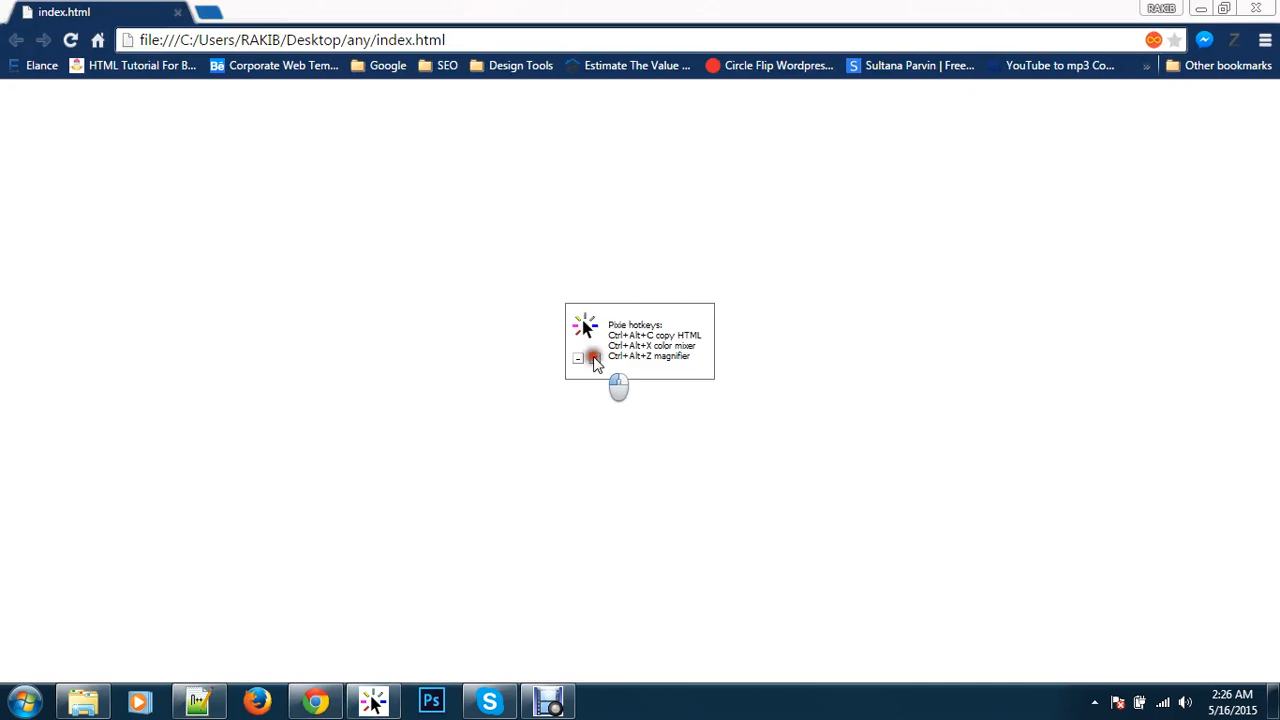 index.html
RAKIB
file:///C:/Users/RAKIB/Desktop/any/index.html
Elance
HTML Tutorial For B...
Bē Corporate Web Tem...
Google
SEO
Design Tools
Estimate The Value ...
Circle Flip Wordpres...
S Sultana Parvin | Free...
YouTube to mp3 Co...
»
Other bookmarks
Pixie hotkeys:
Ctrl+Alt+C copy HTML
Ctrl+Alt+X color mixer
Ctrl+Alt+Z magnifier
Ps
2:26 AM
5/16/2015